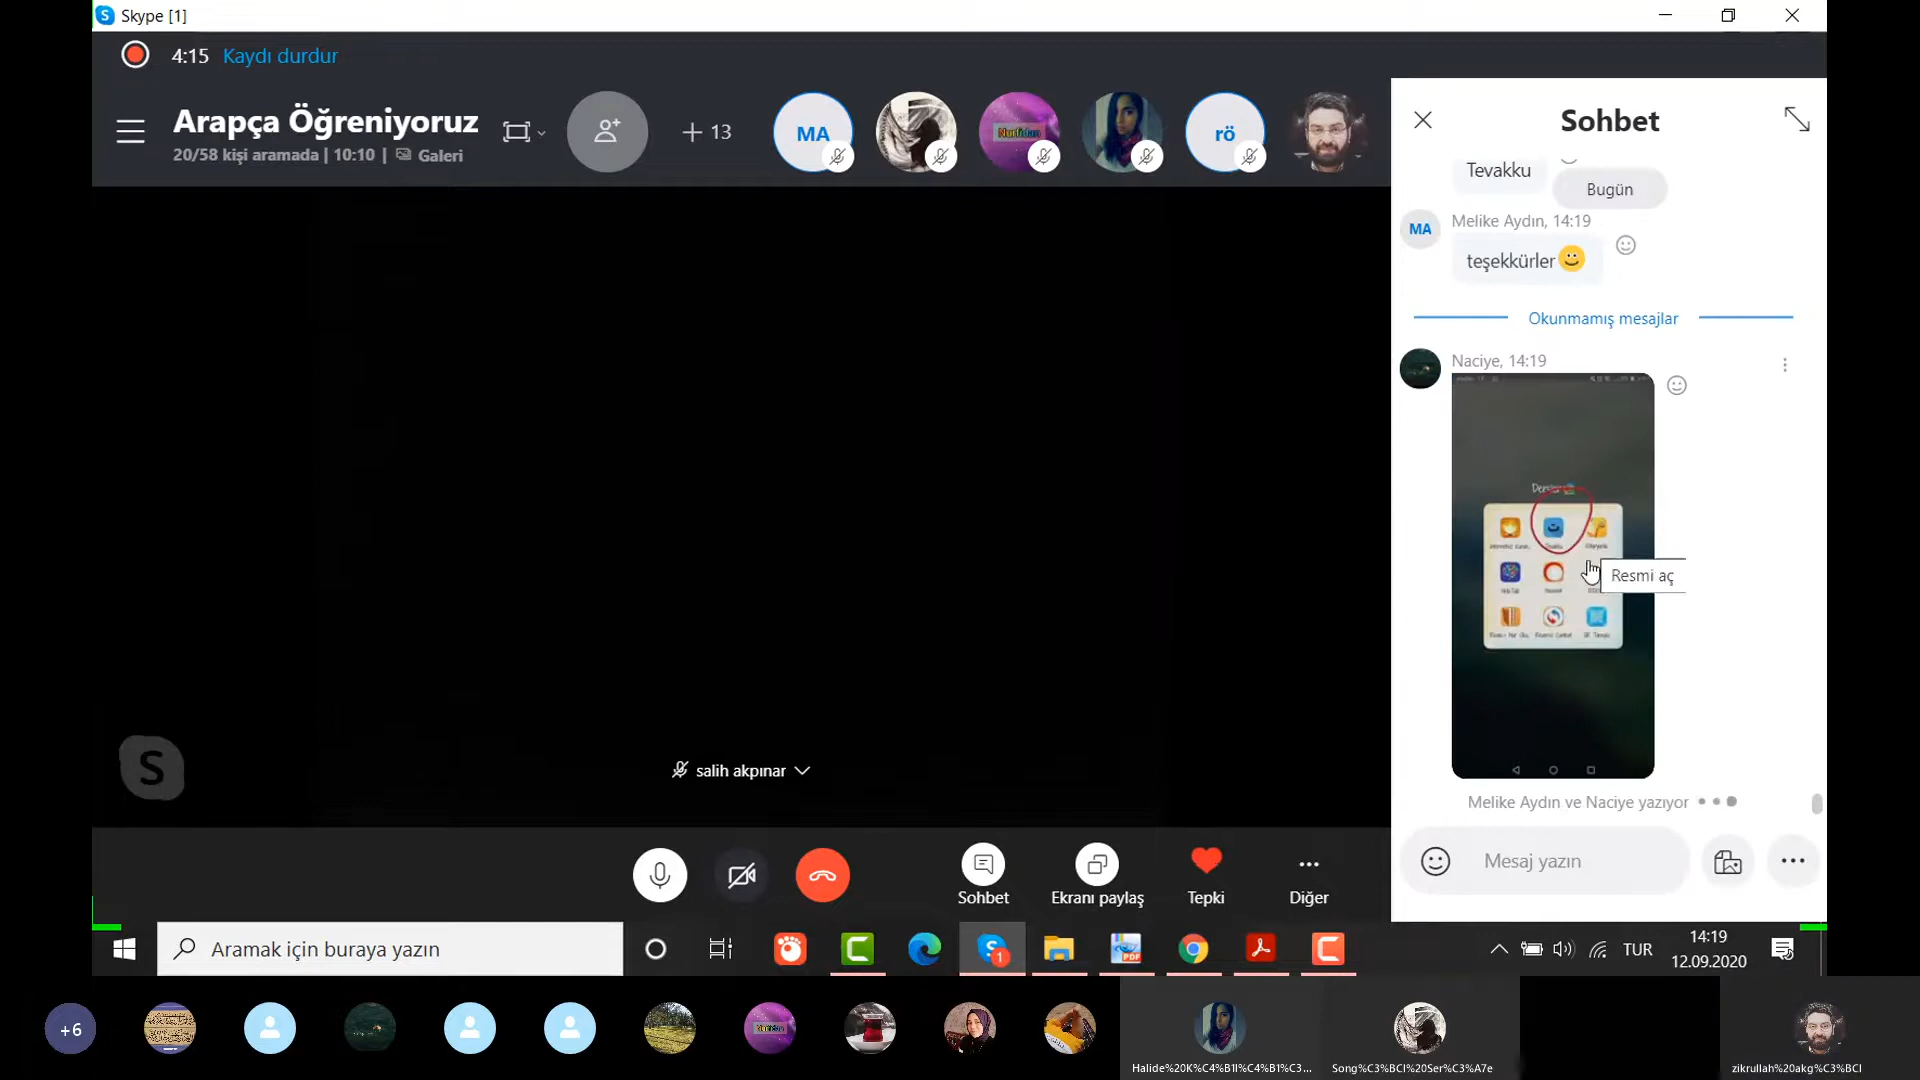 Skype [1]
4:15 Kaydı durdur
Arapça Öğreniyoruz
20/58 kişi aramada | 10:10 | Galeri
+ 13
MA
Nurfidan
rö
Sohbet
Tevakku
Bugün
Melike Aydın, 14:19
MA
teşekkürler
Okunmamış mesajlar
Naciye, 14:19
Resmi aç
salih akpınar
Melike Aydın ve Naciye yazıyor
Mesaj yazın
Sohbet
Ekranı paylaş
Tepki
Diğer
Aramak için buraya yazın
1
PDF
TUR
14:19
12.09.2020
+6
Halide%20K%C4%B1l%C4%B1%C3...
Song%C3%BCl%20Ser%C3%A7e
zikrullah%20akg%C3%BCl